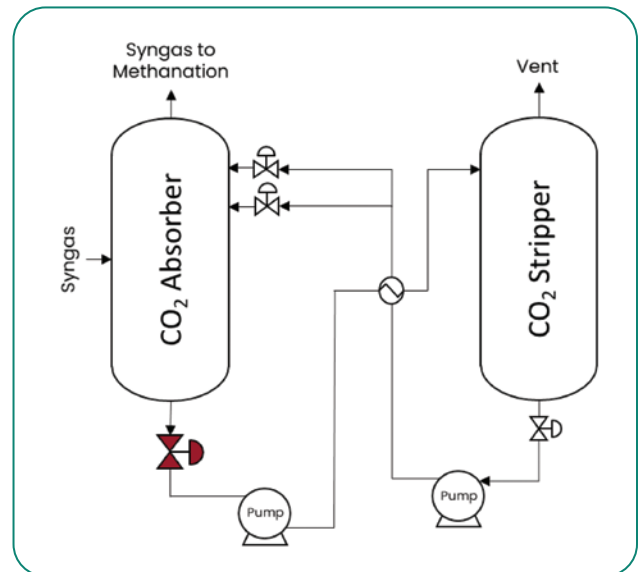 Syngas to
Methanation
Vent
Syngas
CO₂ Absorber
CO₂ Stripper
Pump
Pump